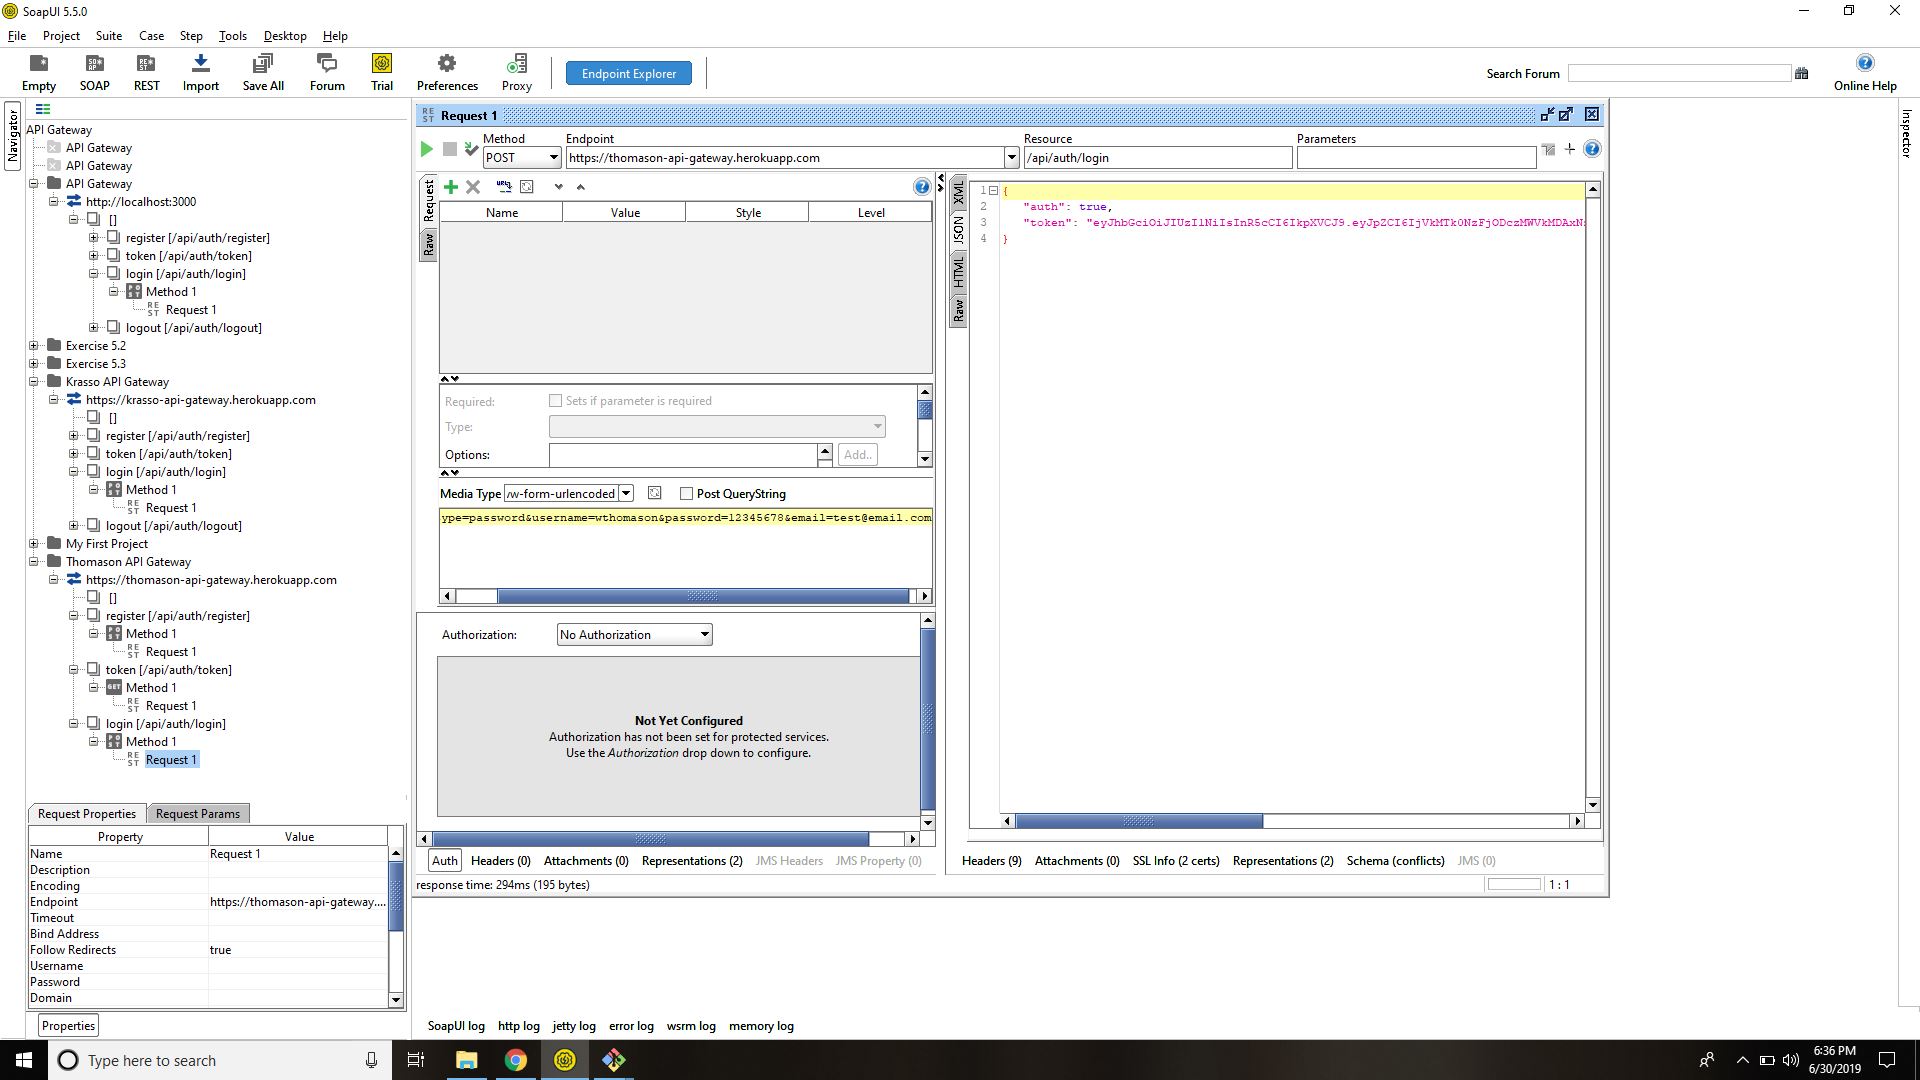 SoapUI 5.5.0
File Project Suite Case Step Tools Desktop Help
Empty SOAP REST Import Save All Forum Trial Preferences Proxy Endpoint Explorer Search Forum Online Help
Navigator
Inspector
API Gateway
API Gateway
API Gateway
API Gateway
http://localhost:3000
[]
register [/api/auth/register]
token [/api/auth/token]
login [/api/auth/login]
Method 1
Request 1
logout [/api/auth/logout]
Exercise 5.2
Exercise 5.3
Krasso API Gateway
https://krasso-api-gateway.herokuapp.com
[]
register [/api/auth/register]
token [/api/auth/token]
login [/api/auth/login]
Method 1
Request 1
logout [/api/auth/logout]
My First Project
Thomason API Gateway
https://thomason-api-gateway.herokuapp.com
[]
register [/api/auth/register]
Method 1
Request 1
token [/api/auth/token]
Method 1
Request 1
login [/api/auth/login]
Method 1
Request 1
Request Properties Request Params
Property Value
Name Request 1
Description
Encoding
Endpoint https://thomason-api-gateway....
Timeout
Bind Address
Follow Redirects true
Username
Password
Domain
Properties
Request 1
Method Endpoint Resource Parameters
POST https://thomason-api-gateway.herokuapp.com /api/auth/login
Request
Raw
Name Value Style Level
Required: Sets if parameter is required
Type:
Options: Add..
Media Type /w-form-urlencoded Post QueryString
ype=password&username=wthomason&password=12345678&email=test@email.com
Authorization: No Authorization
Not Yet Configured
Authorization has not been set for protected services.
Use the Authorization drop down to configure.
Auth Headers (0) Attachments (0) Representations (2) JMS Headers JMS Property (0)
response time: 294ms (195 bytes)
XML
JSON
HTML
Raw
1 {
2 "auth": true,
3 "token": "eyJhbGciOiJIUzI1NiIsInR5cCI6IkpXVCJ9.eyJpZCI6IjVkMTk0NzFjODczMWVkMDAxN
4 }
Headers (9) Attachments (0) SSL Info (2 certs) Representations (2) Schema (conflicts) JMS (0)
1 : 1
SoapUI log http log jetty log error log wsrm log memory log
Type here to search
6:36 PM
6/30/2019